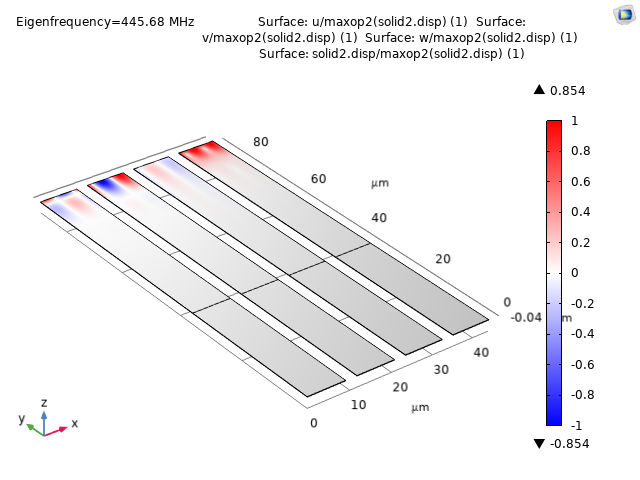 Eigenfrequency=445.68 MHz
Surface: u/maxop2(solid2.disp) (1) Surface:
v/maxop2(solid2.disp) (1) Surface: w/maxop2(solid2.disp) (1)
Surface: solid2.disp/maxop2(solid2.disp) (1)
▲ 0.854
1
0.8
0.6
0.4
0.2
0
-0.2
-0.4
-0.6
-0.8
-1
▼ -0.854
80
60
µm
40
20
0
-0.04
m
40
30
20
µm
10
0
z
y
x